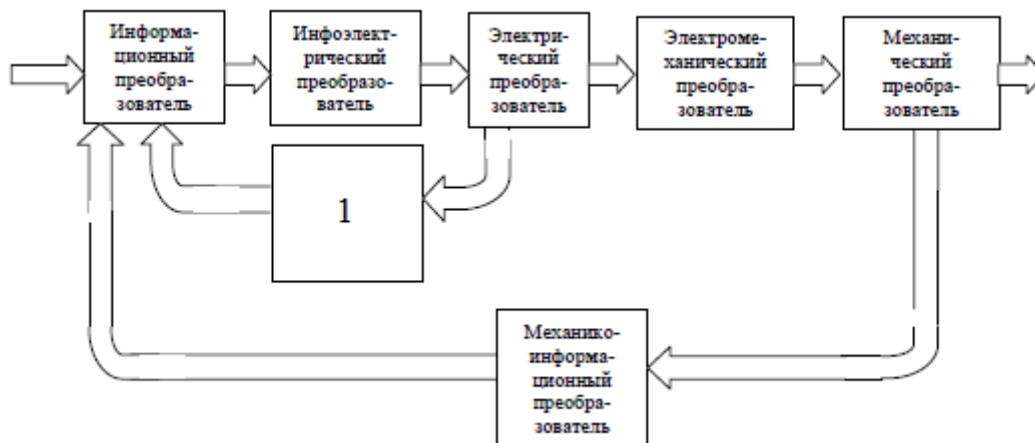 Информа-
ционный
преобра-
зователь
Инфоэлект-
рический
преобразо-
ватель
Электри-
ческий
преобра-
зователь
Электроме-
ханический
преобра-
зователь
Механи-
ческий
преобра-
зователь
1
Механико-
информа-
ционный
преобра-
зователь